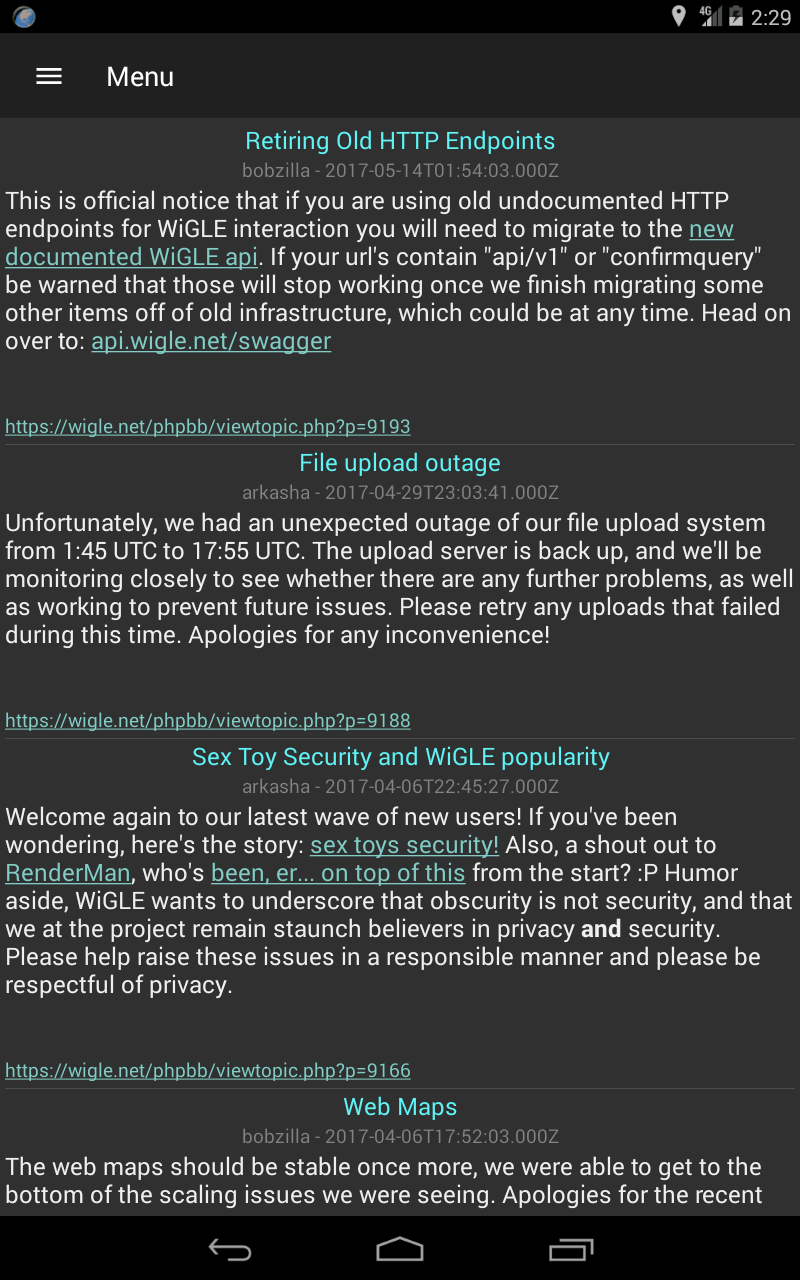 4G 2:29
Menu
Retiring Old HTTP Endpoints
bobzilla - 2017-05-14T01:54:03.000Z
This is official notice that if you are using old undocumented HTTP
endpoints for WiGLE interaction you will need to migrate to the new
documented WiGLE api. If your url's contain "api/v1" or "confirmquery"
be warned that those will stop working once we finish migrating some
other items off of old infrastructure, which could be at any time. Head on
over to: api.wigle.net/swagger
https://wigle.net/phpbb/viewtopic.php?p=9193
File upload outage
arkasha - 2017-04-29T23:03:41.000Z
Unfortunately, we had an unexpected outage of our file upload system
from 1:45 UTC to 17:55 UTC. The upload server is back up, and we'll be
monitoring closely to see whether there are any further problems, as well
as working to prevent future issues. Please retry any uploads that failed
during this time. Apologies for any inconvenience!
https://wigle.net/phpbb/viewtopic.php?p=9188
Sex Toy Security and WiGLE popularity
arkasha - 2017-04-06T22:45:27.000Z
Welcome again to our latest wave of new users! If you've been
wondering, here's the story: sex toys security! Also, a shout out to
RenderMan, who's been, er... on top of this from the start? :P Humor
aside, WiGLE wants to underscore that obscurity is not security, and that
we at the project remain staunch believers in privacy and security.
Please help raise these issues in a responsible manner and please be
respectful of privacy.
https://wigle.net/phpbb/viewtopic.php?p=9166
Web Maps
bobzilla - 2017-04-06T17:52:03.000Z
The web maps should be stable once more, we were able to get to the
bottom of the scaling issues we were seeing. Apologies for the recent